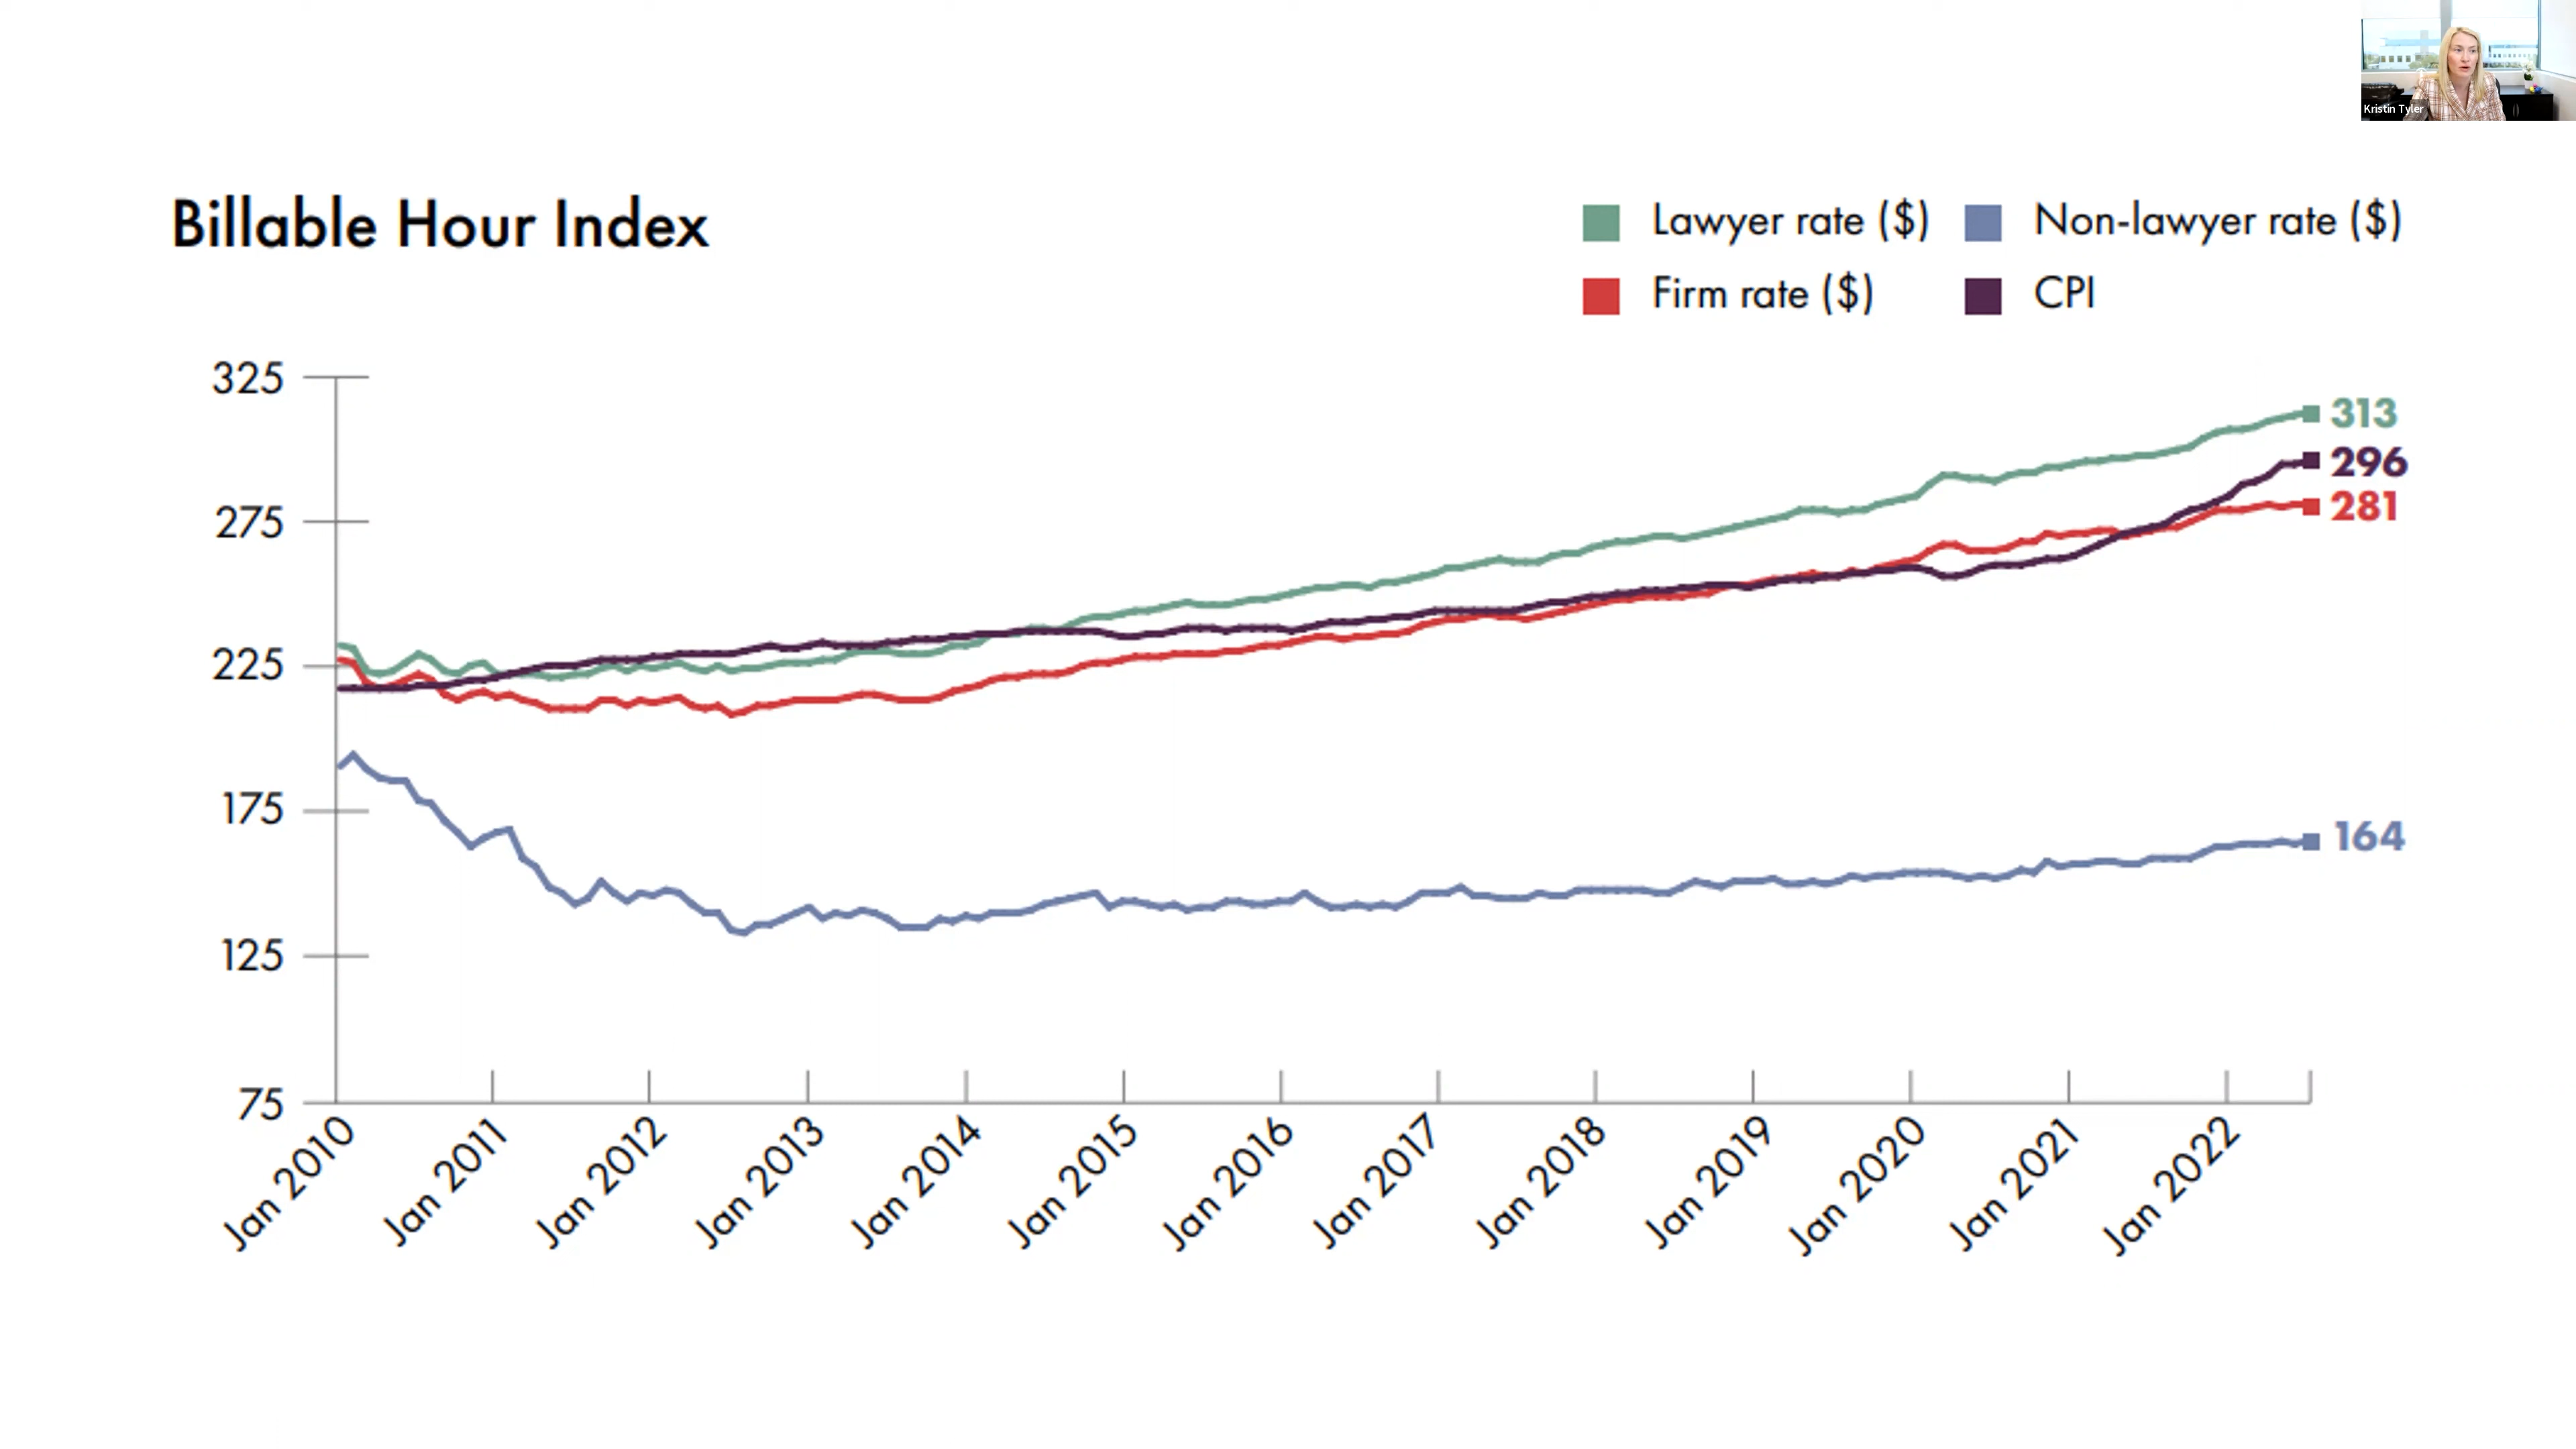 Kristin Tyler
Billable Hour Index
Lawyer rate ($)
Non-lawyer rate ($)
Firm rate ($)
CPI
325
275
225
175
125
75
313
296
281
164
Jan 2010
Jan 2011
Jan 2012
Jan 2013
Jan 2014
Jan 2015
Jan 2016
Jan 2017
Jan 2018
Jan 2019
Jan 2020
Jan 2021
Jan 2022